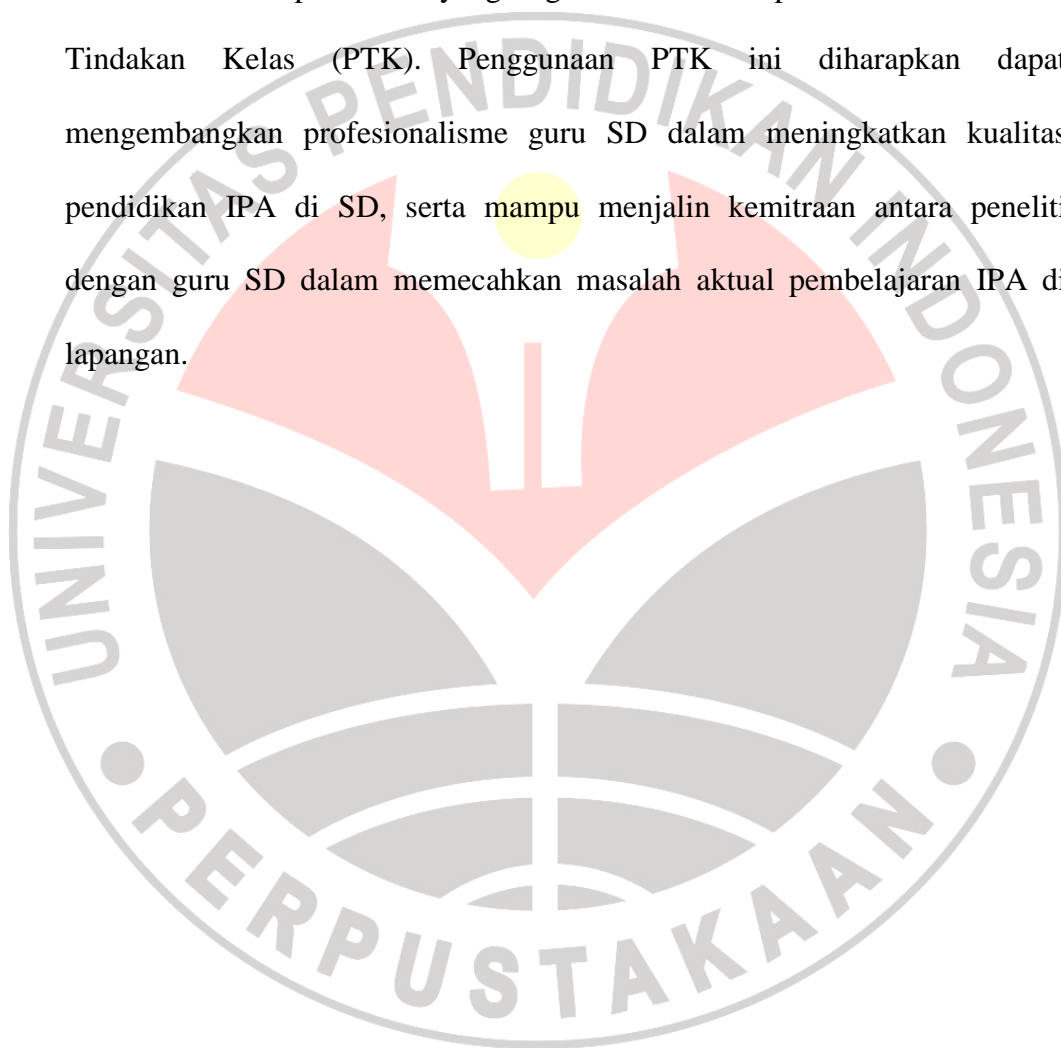 Tindakan Kelas (PTK). Penggunaan PTK ini diharapkan dapat
mengembangkan profesionalisme guru SD dalam meningkatkan kualitas
pendidikan IPA di SD, serta mampu menjalin kemitraan antara peneliti
dengan guru SD dalam memecahkan masalah aktual pembelajaran IPA di
lapangan.
UNIVERSITAS PENDIDIKAN INDONESIA
PERPUSTAKAAN